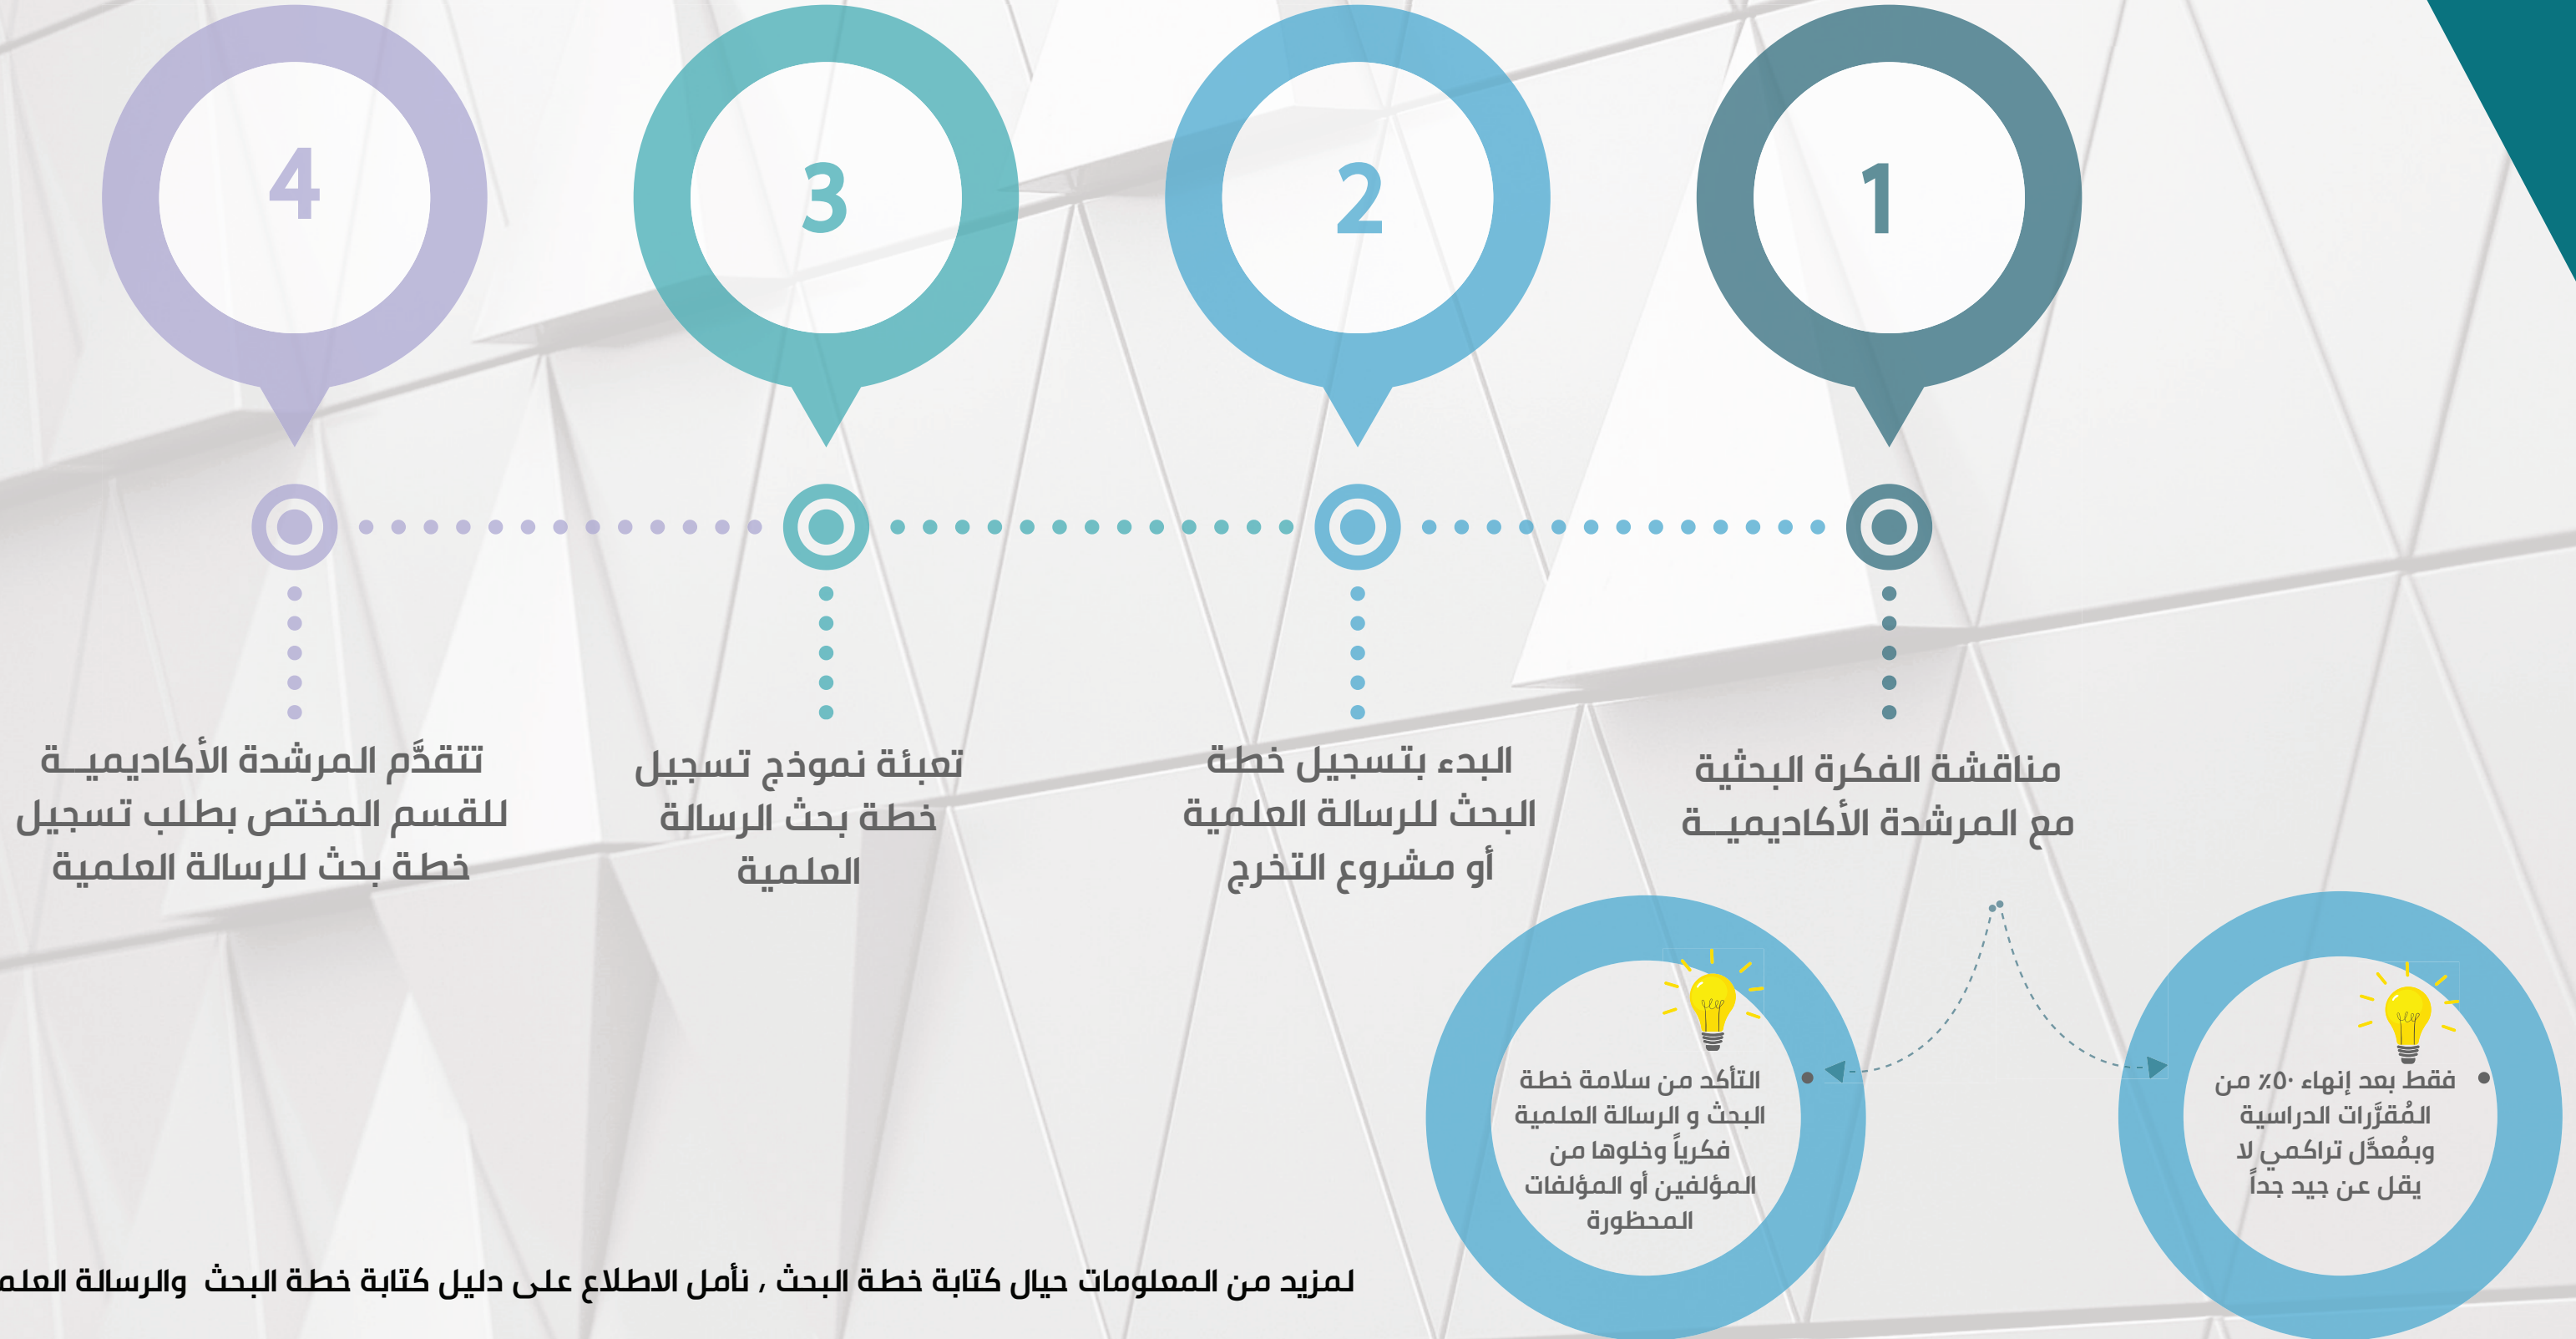 1
مناقشة الفكرة البحثية
مع المرشدة الأكاديميــة
فقط بعد إنهاء ٥٠٪ من
المُقرَّرات الدراسية
وبمُعدَّل تراكمي لا
يقل عن جيد جداً
التأكد من سلامة خطة
البحث و الرسالة العلمية
فكرياً وخلوها من
المؤلفين أو المؤلفات
المحظورة
2
البدء بتسجيل خطة
البحث للرسالة العلمية
أو مشروع التخرج
3
تعبئة نموذج تسجيل
خطة بحث الرسالة
العلمية
4
تتقدَّم المرشدة الأكاديميــة
للقسم المختص بطلب تسجيل
خطة بحث للرسالة العلمية
لمزيد من المعلومات حيال كتابة خطة البحث , نأمل الاطلاع على دليل كتابة خطة البحث والرسالة